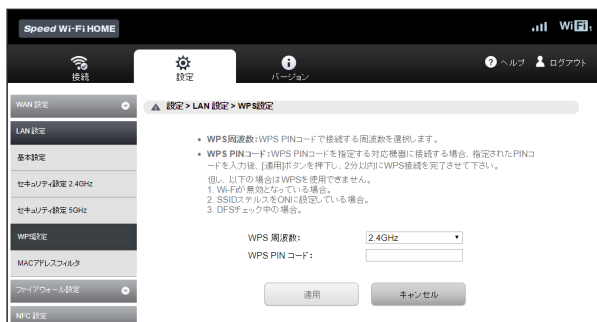 Speed Wi-Fi HOME
WiFi 1
接続
設定
バージョン
ヘルプ
ログアウト
WAN 設定
LAN 設定
基本設定
セキュリティ設定 2.4GHz
セキュリティ設定 5GHz
WPS設定
MACアドレスフィルタ
ファイアウォール設定
NFC 設定
設定 > LAN 設定 > WPS設定
• WPS周波数:WPS PINコードで接続する周波数を選択します。
• WPS PINコード:WPS PINコードを指定する対応機器に接続する場合、指定されたPINコ
ードを入力後、[適用]ボタンを押下し、2分以内にWPS接続を完了させて下さい。
但し、以下の場合はWPSを使用できません。
1. Wi-Fiが無効となっている場合。
2. SSIDステルスをONに設定している場合。
3. DFSチェック中の場合。
WPS 周波数:
2.4GHz
WPS PIN コード:
適用
キャンセル